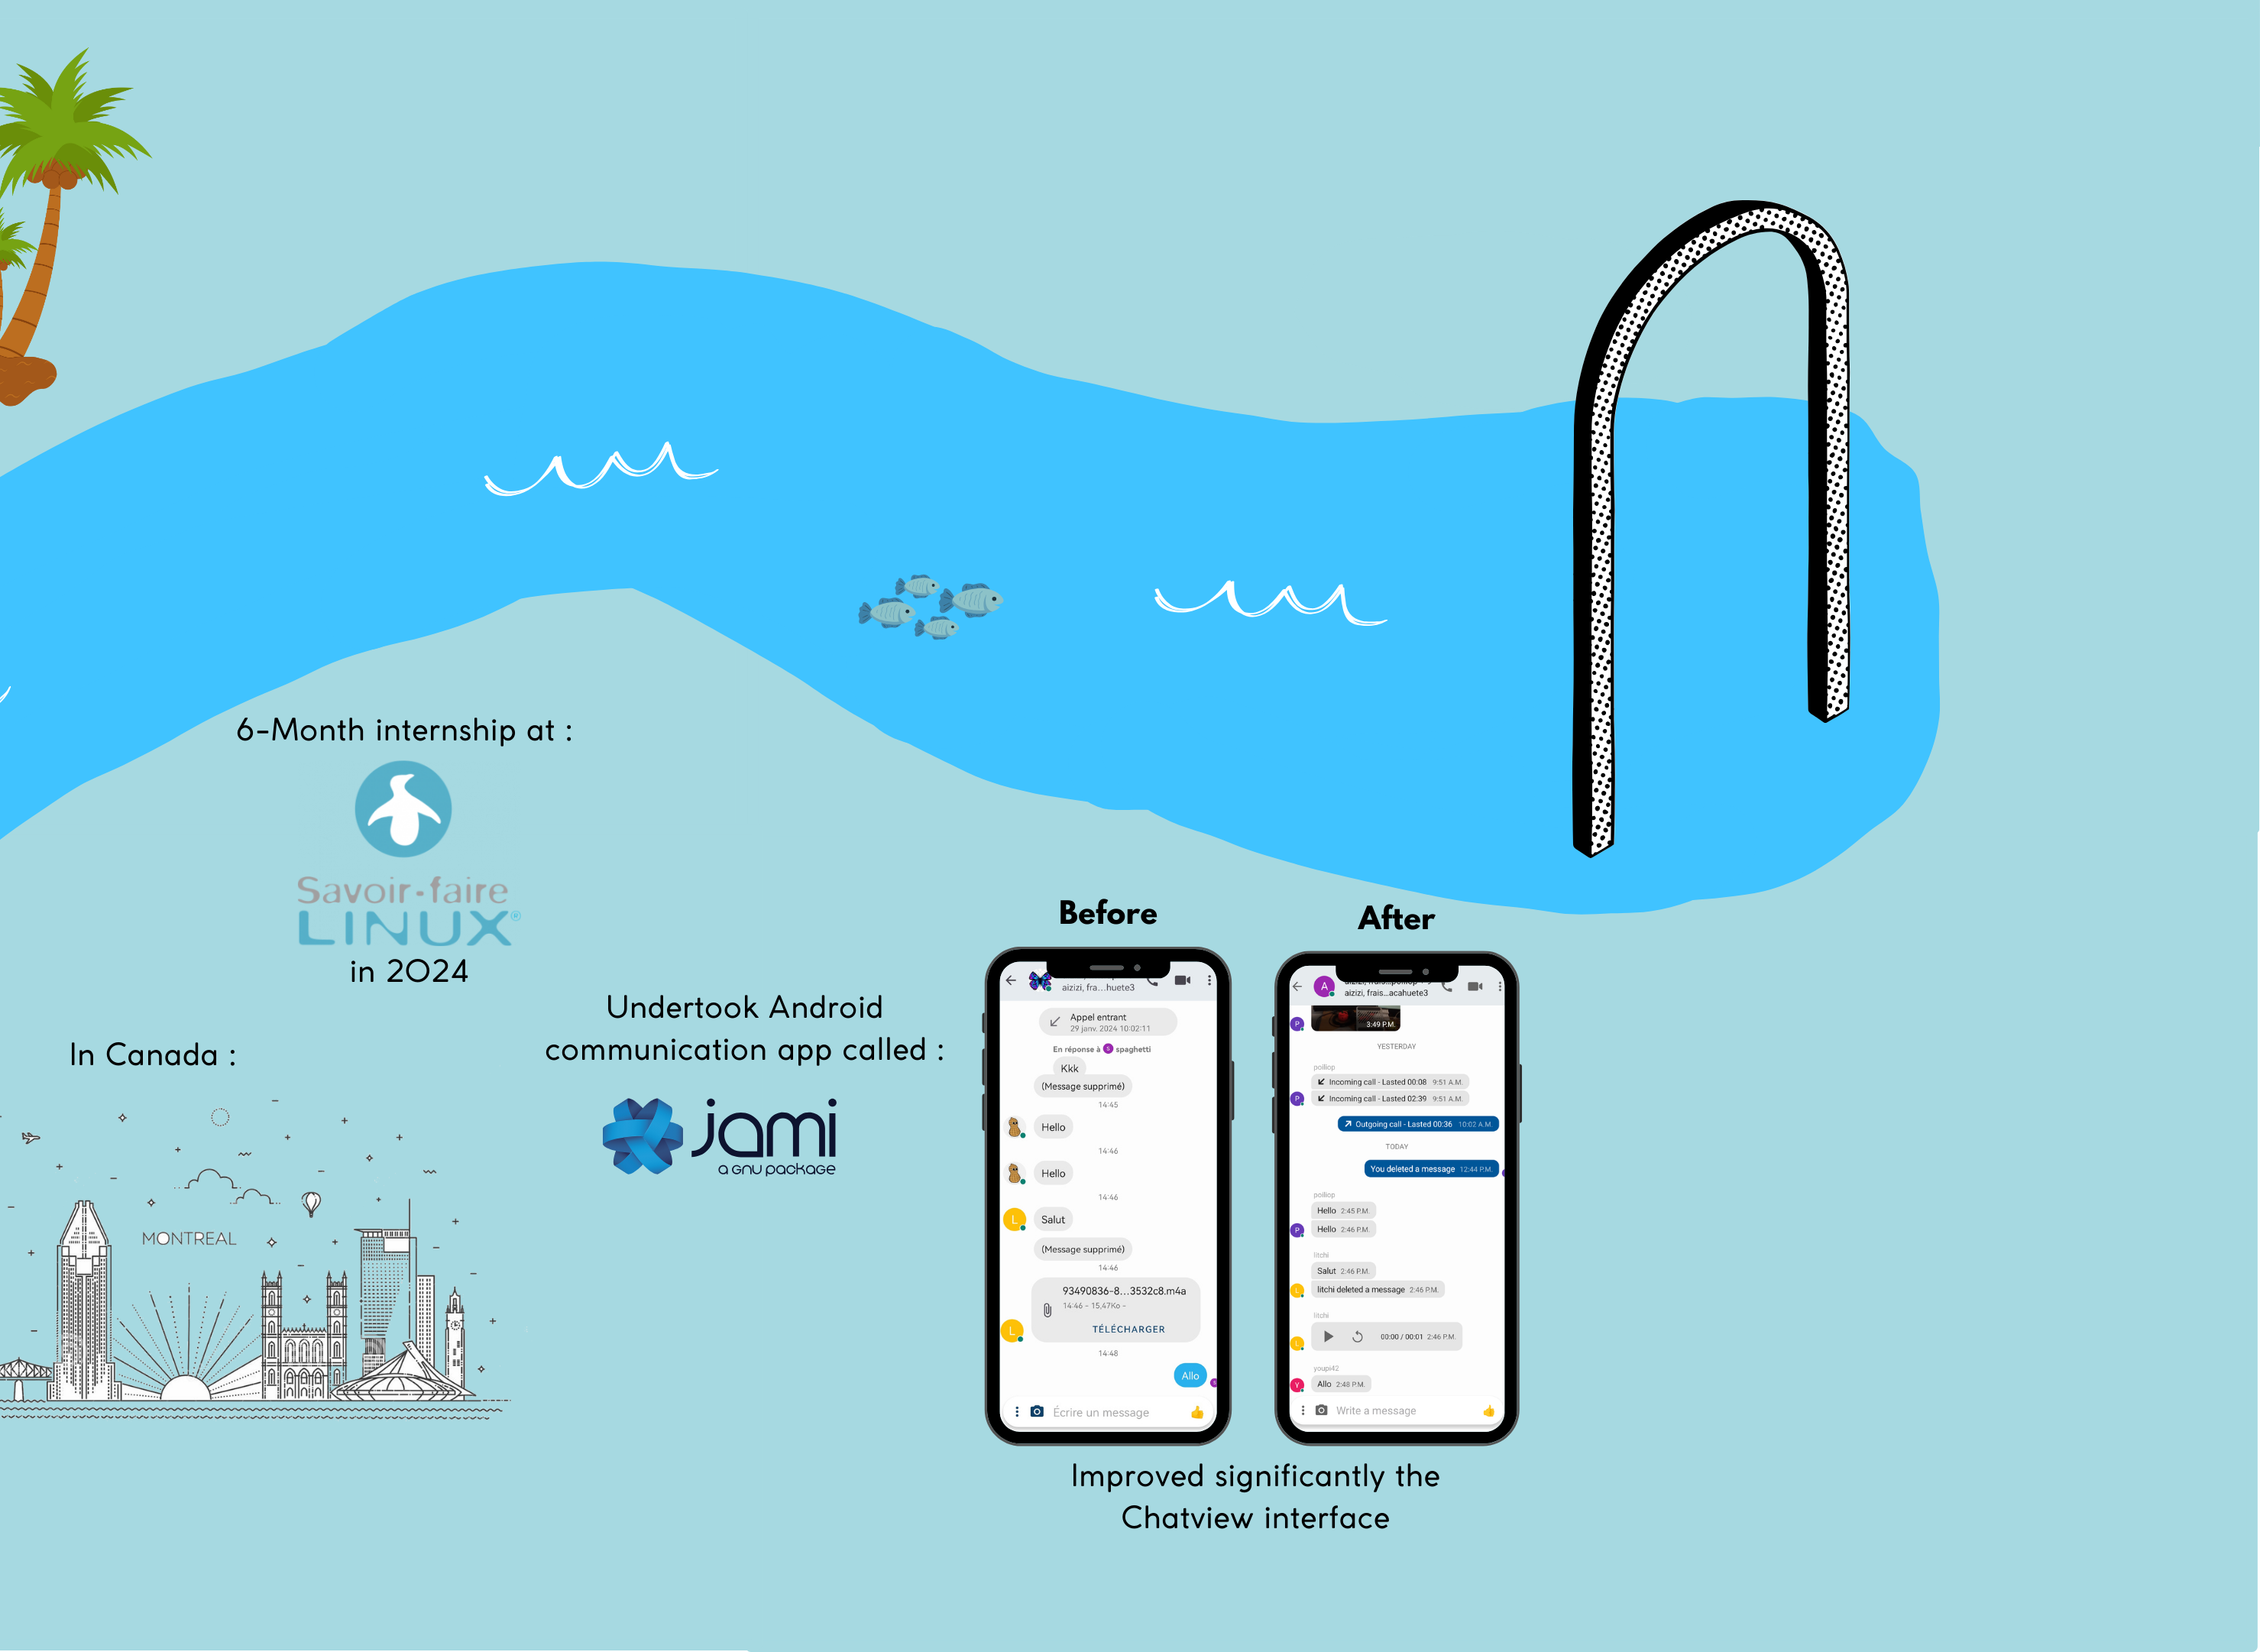 6-Month internship at :
Savoir-faire
LINUX®
in 2024
In Canada :
MONTREAL
Undertook Android
communication app called :
jami
a GNU package
Before
aizizi, fra...huete3
Appel entrant
29 janv. 2024 10:02:11
En réponse à S spaghetti
Kkk
(Message supprimé)
14:45
Hello
14:46
Hello
14:46
L Salut
(Message supprimé)
14:46
93490836-8...3532c8.m4a
14:46 - 15,47Ko -
L
TÉLÉCHARGER
14:48
Allo
Écrire un message
After
A
aizizi, frais...acahuete3
P 3:49 P.M.
YESTERDAY
poiliop
Incoming call - Lasted 00:08 9:51 A.M.
P Incoming call - Lasted 02:39 9:51 A.M.
Outgoing call - Lasted 00:36 10:02 A.M.
TODAY
You deleted a message 12:44 P.M.
poiliop
Hello 2:45 P.M.
P Hello 2:46 P.M.
litchi
Salut 2:46 P.M.
L litchi deleted a message 2:46 P.M.
litchi
L 00:00 / 00:01 2:46 P.M.
youpi42
Y Allo 2:48 P.M.
Write a message
Improved significantly the
Chatview interface